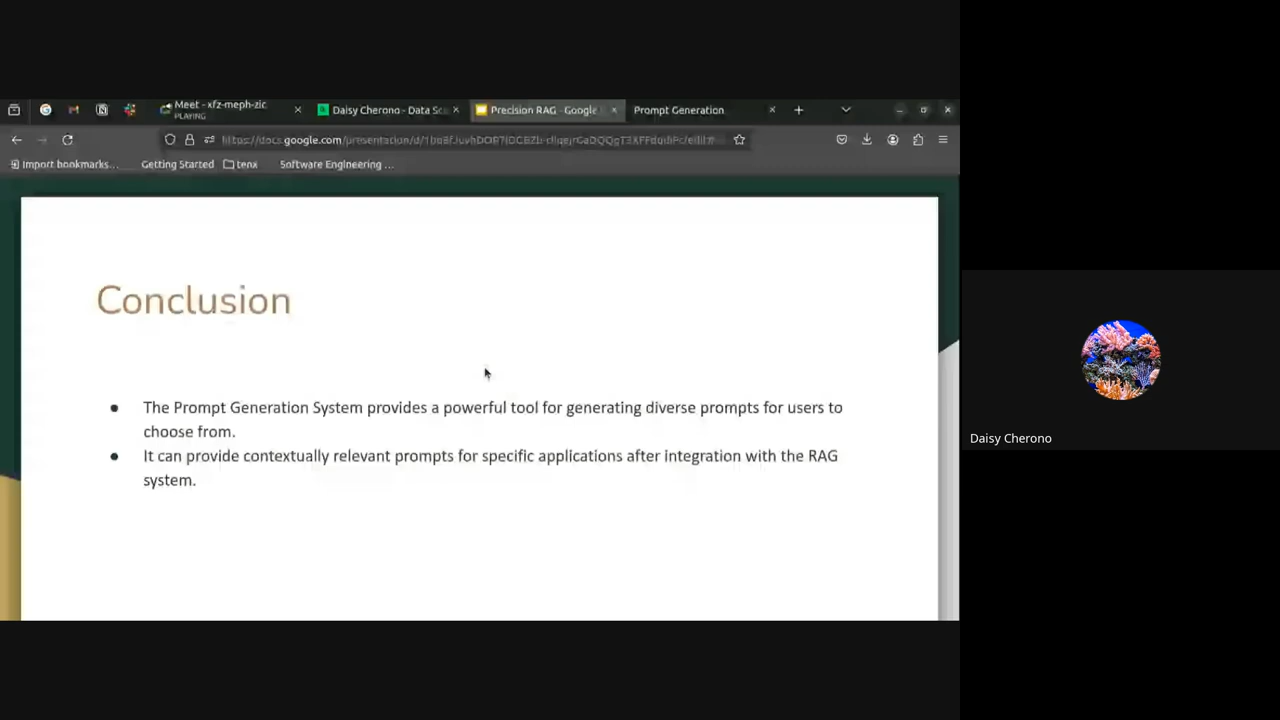 Meet - xfz-meph-zic
PLAYING
Daisy Cherono - Data Sc
Precision RAG - Google
Prompt Generation
google.com
Import bookmarks...
Getting Started
tenx
Software Engineering ...
Conclusion
● The Prompt Generation System provides a powerful tool for generating diverse prompts for users to
choose from.
● It can provide contextually relevant prompts for specific applications after integration with the RAG
system.
Daisy Cherono